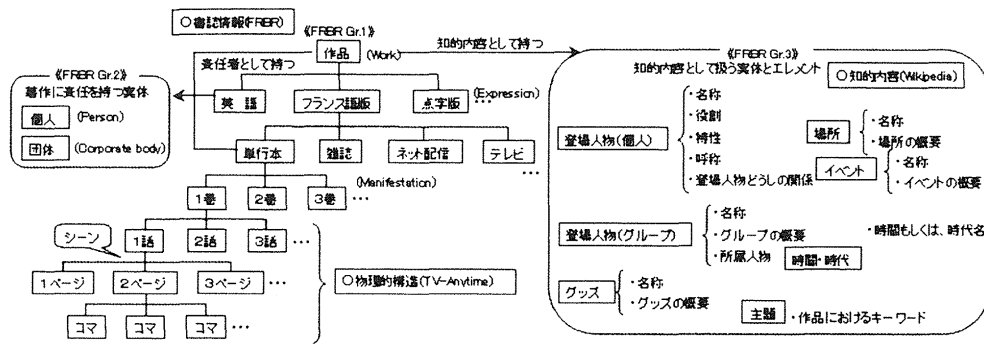 ○書誌情報(FRBR)
《FRBR Gr.1》
作品
(Work)
知的内容として持つ
責任者として持つ
《FRBR Gr.2》
著作に責任を持つ実体
個人
(Person)
団体
(Corporate body)
英語
フランス語版
点字版
(Expression)
…
単行本
雑誌
ネット配信
テレビ
…
(Manifestation)
1巻
2巻
3巻
…
シーン
1話
2話
3話
…
1ページ
2ページ
3ページ
…
コマ
コマ
コマ
…
○物理的構造(TV-Anytime)
《FRBR Gr.3》
知的内容として扱う実体とエレメント
○知的内容(Wikipedia)
登場人物(個人)
・名称
・役割
・特性
・呼称
・登場人物どうしの関係
場所
・名称
・場所の概要
イベント
・名称
・イベントの概要
登場人物(グループ)
・名称
・グループの概要
・所属人物
時間・時代
・時間もしくは、時代名
グッズ
・名称
・グッズの概要
主題
・作品におけるキーワード